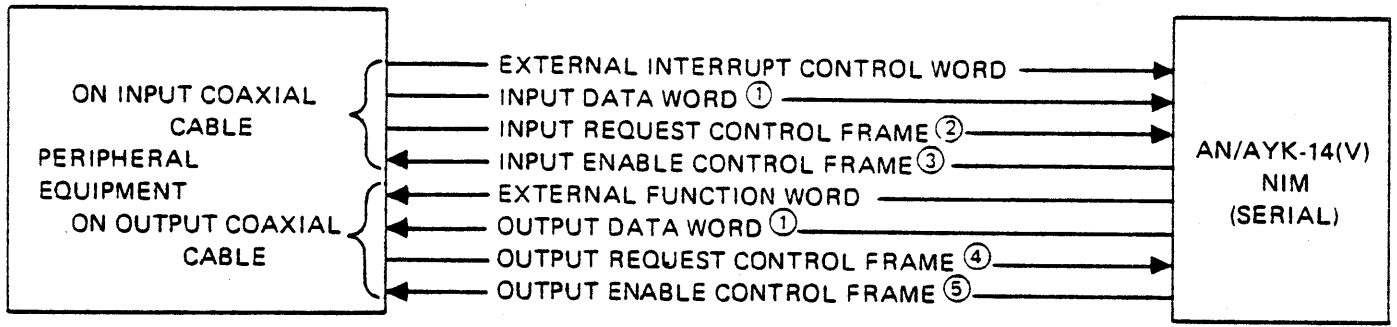 ON INPUT COAXIAL
CABLE
PERIPHERAL
EQUIPMENT
ON OUTPUT COAXIAL
CABLE
EXTERNAL INTERRUPT CONTROL WORD
INPUT DATA WORD ①
INPUT REQUEST CONTROL FRAME ②
INPUT ENABLE CONTROL FRAME ③
EXTERNAL FUNCTION WORD
OUTPUT DATA WORD ①
OUTPUT REQUEST CONTROL FRAME ④
OUTPUT ENABLE CONTROL FRAME ⑤
AN/AYK-14(V)
NIM
(SERIAL)